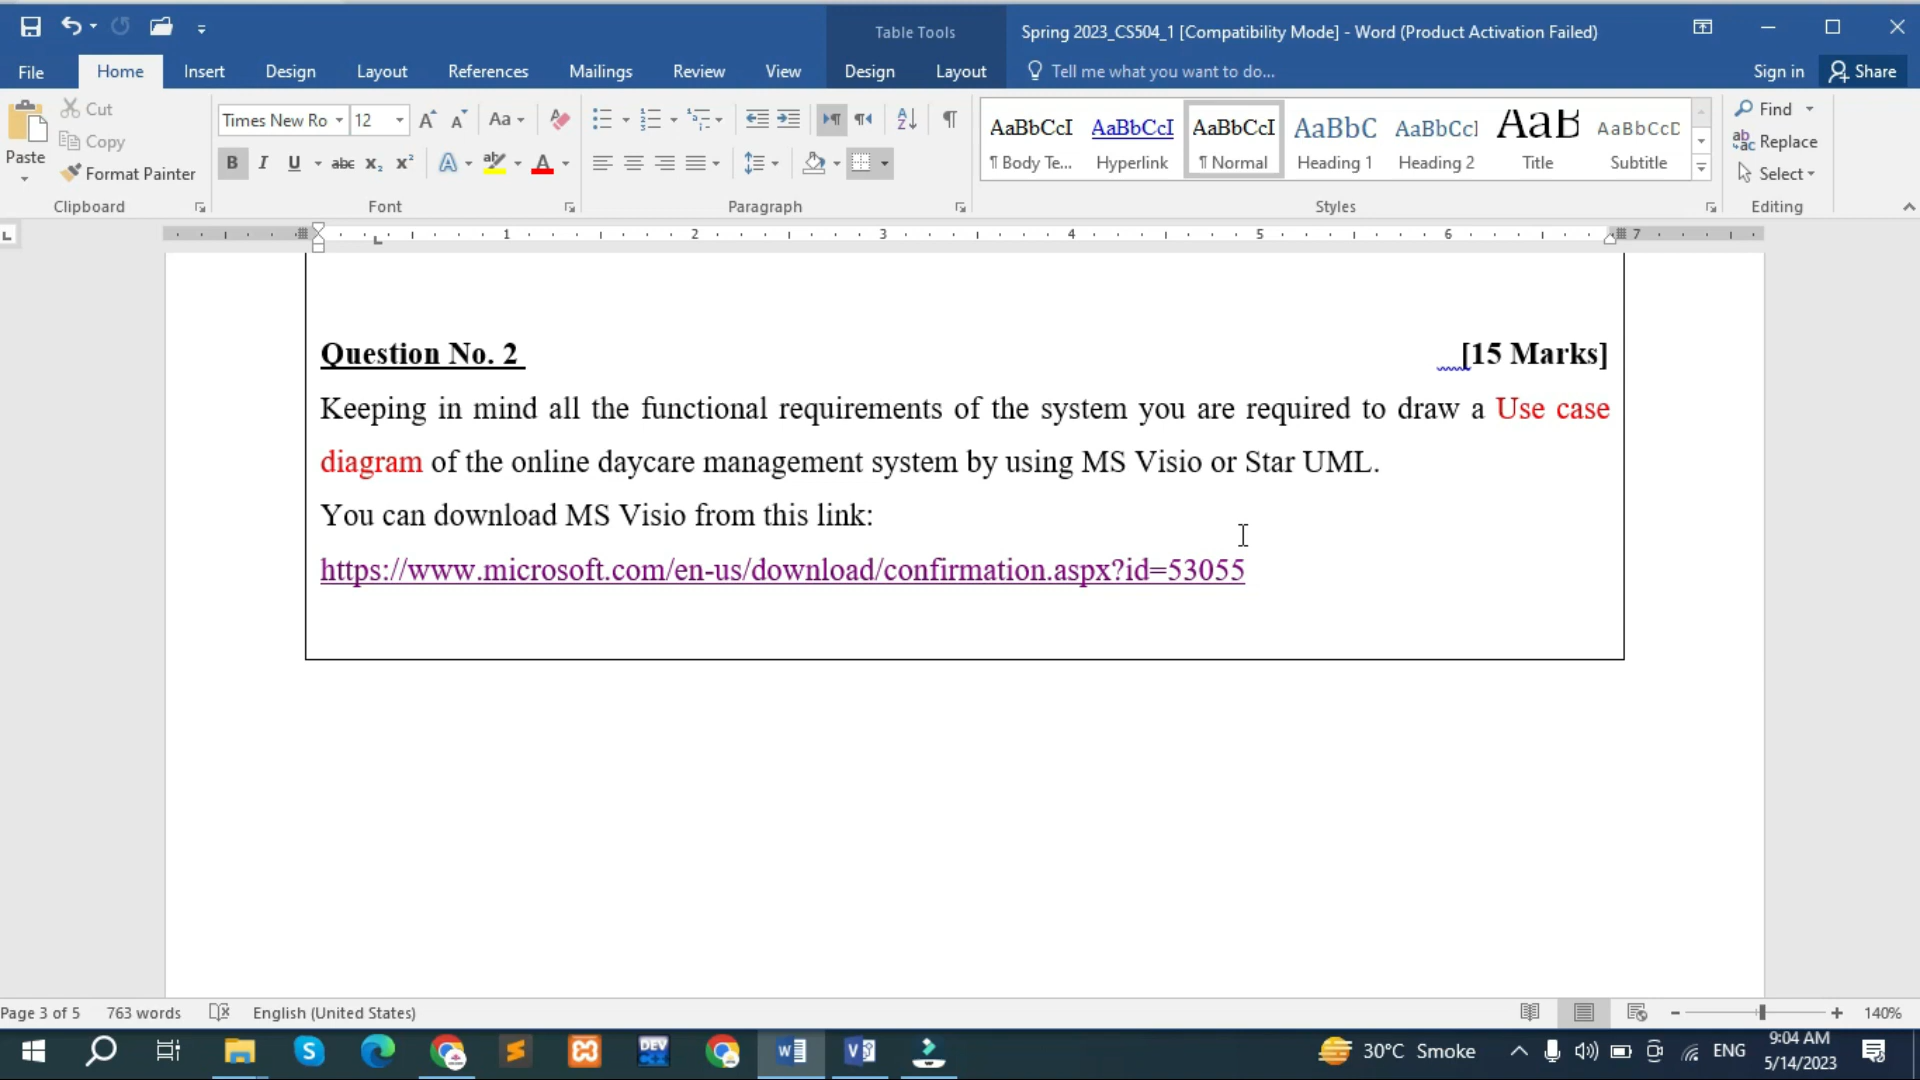 Table Tools
Spring 2023_CS504_1 [Compatibility Mode] - Word (Product Activation Failed)
File Home Insert Design Layout References Mailings Review View Design Layout Tell me what you want to do... Sign in Share
Paste
Cut
Copy
Format Painter
Clipboard
Times New Ro 12
Font
Paragraph
AaBbCcI AaBbCcI AaBbCcI AaBbC AaBbCcI AaB AaBbCcD
¶ Body Te... Hyperlink ¶ Normal Heading 1 Heading 2 Title Subtitle
Styles
Find
Replace
Select
Editing
1 2 3 4 5 6 7
Question No. 2 [15 Marks]
Keeping in mind all the functional requirements of the system you are required to draw a Use case
diagram of the online daycare management system by using MS Visio or Star UML.
You can download MS Visio from this link:
https://www.microsoft.com/en-us/download/confirmation.aspx?id=53055
Page 3 of 5 763 words English (United States) 140%
30°C Smoke ENG 9:04 AM
5/14/2023